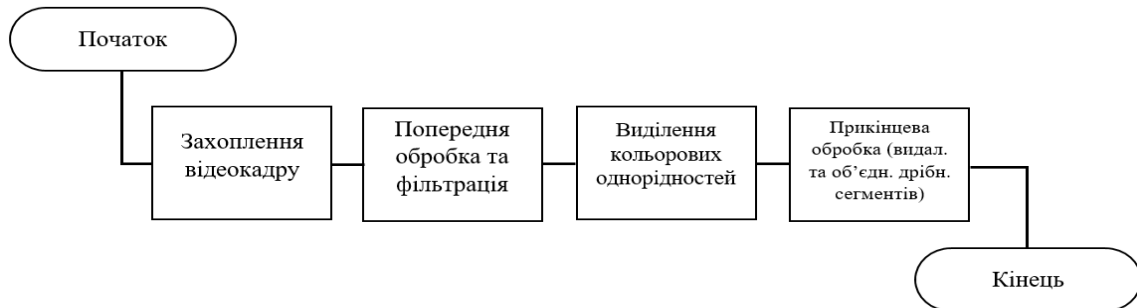 Початок
Захоплення
відеокадру
Попередня
обробка та
фільтрація
Виділення
кольорових
однорідностей
Прикінцева
обробка (видал.
та об’єдн. дрібн.
сегментів)
Кінець